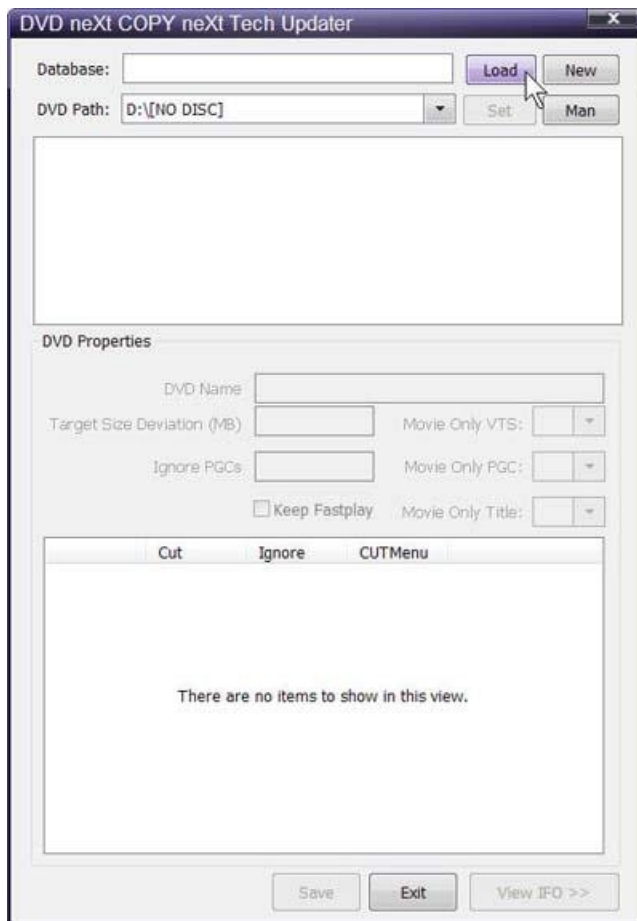 DVD neXt COPY neXt Tech Updater
Database: Load New
DVD Path: D:\[NO DISC] Set Man
DVD Properties
DVD Name
Target Size Deviation (MB) Movie Only VTS:
Ignore PGCs Movie Only PGC:
Keep Fastplay Movie Only Title:
Cut Ignore CUTMenu
There are no items to show in this view.
Save Exit View IFO >>